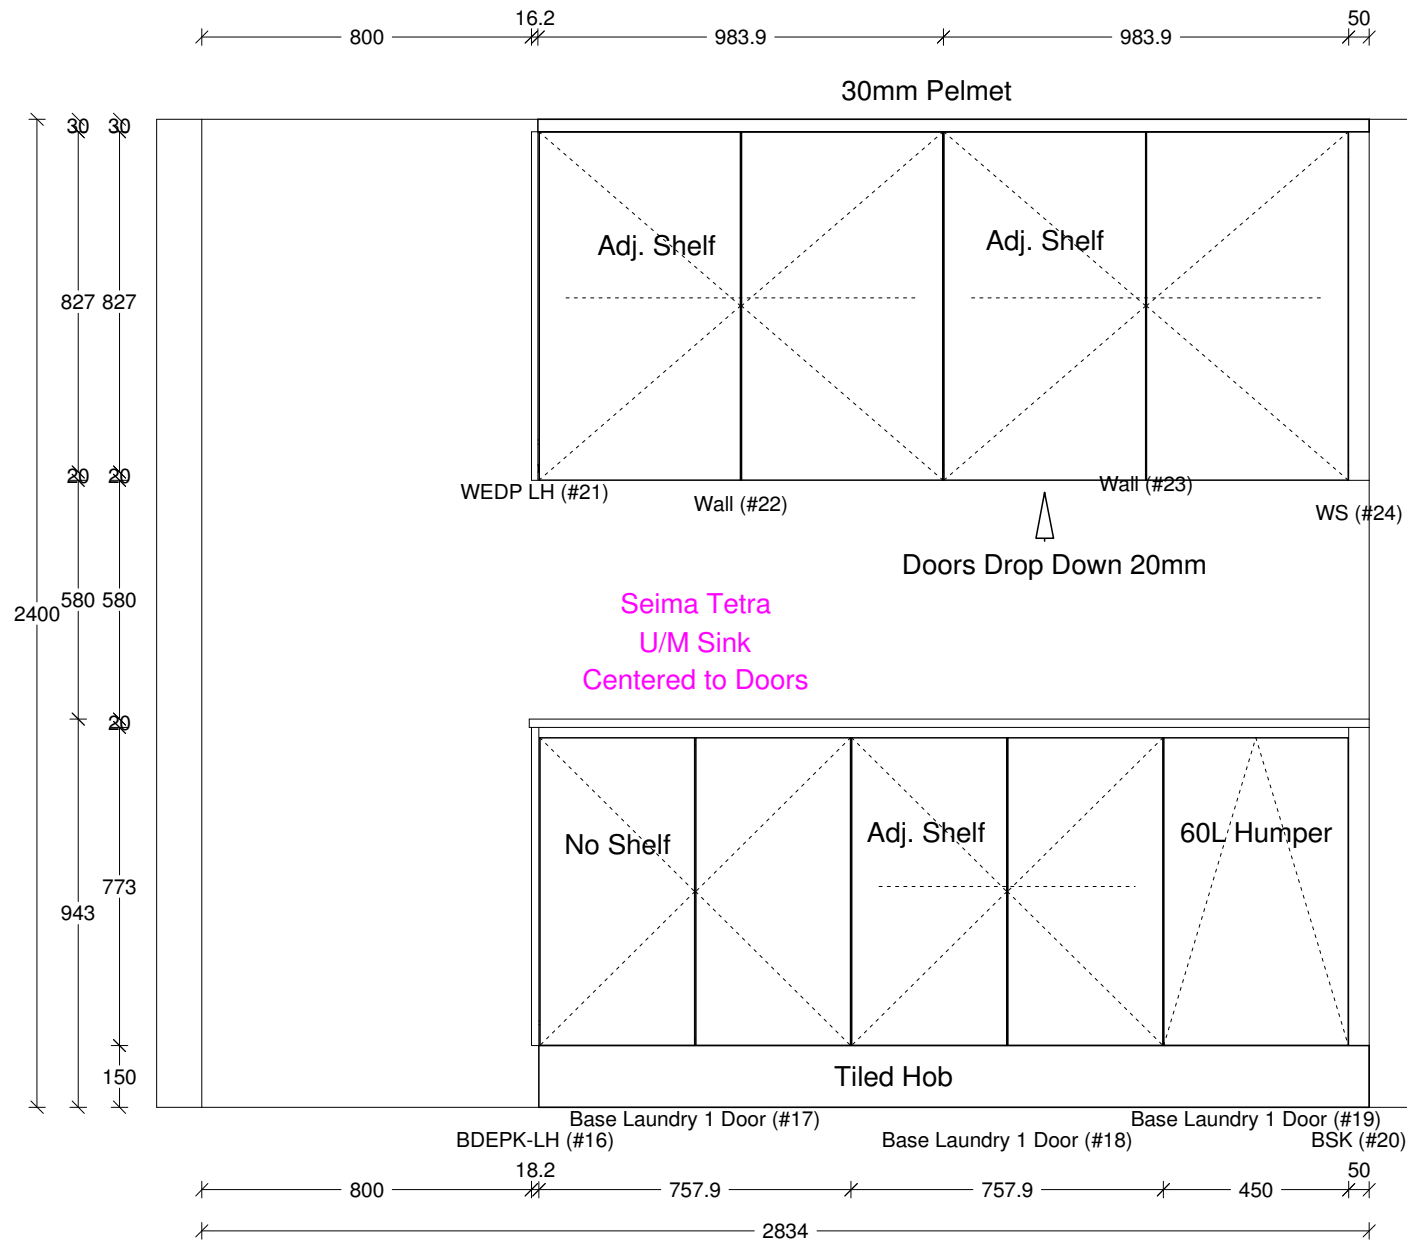 16.2
50
800
983.9
983.9
30mm Pelmet
30
30
Adj. Shelf
Adj. Shelf
827
827
20
20
WEDP LH (#21)
Wall (#22)
Wall (#23)
WS (#24)
Doors Drop Down 20mm
2400
580
580
Seima Tetra
U/M Sink
Centered to Doors
20
No Shelf
Adj. Shelf
60L Humper
773
943
150
Tiled Hob
Base Laundry 1 Door (#17)
Base Laundry 1 Door (#19)
BDEPK-LH (#16)
Base Laundry 1 Door (#18)
BSK (#20)
18.2
50
800
757.9
757.9
450
2834